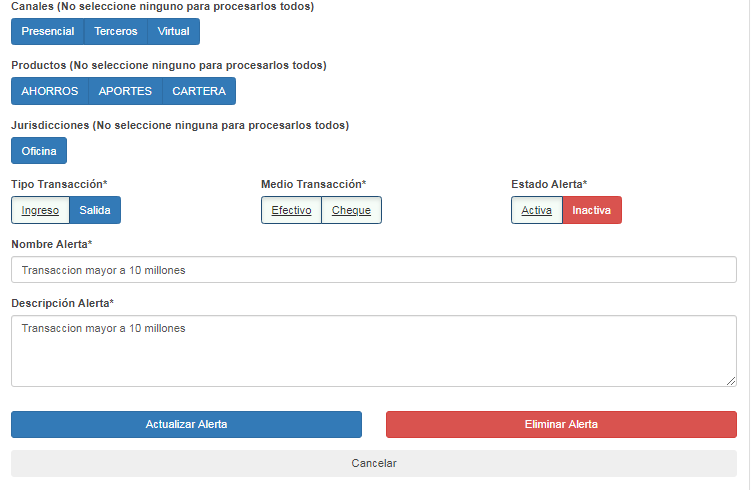 Canales (No seleccione ninguno para procesarlos todos)
Presencial Terceros Virtual
Productos (No seleccione ninguno para procesarlos todos)
AHORROS APORTES CARTERA
Jurisdicciones (No seleccione ninguna para procesarlos todos)
Oficina
Tipo Transacción* Medio Transacción* Estado Alerta*
Ingreso Salida Efectivo Cheque Activa Inactiva
Nombre Alerta*
Transaccion mayor a 10 millones
Descripción Alerta*
Transaccion mayor a 10 millones
Actualizar Alerta Eliminar Alerta
Cancelar